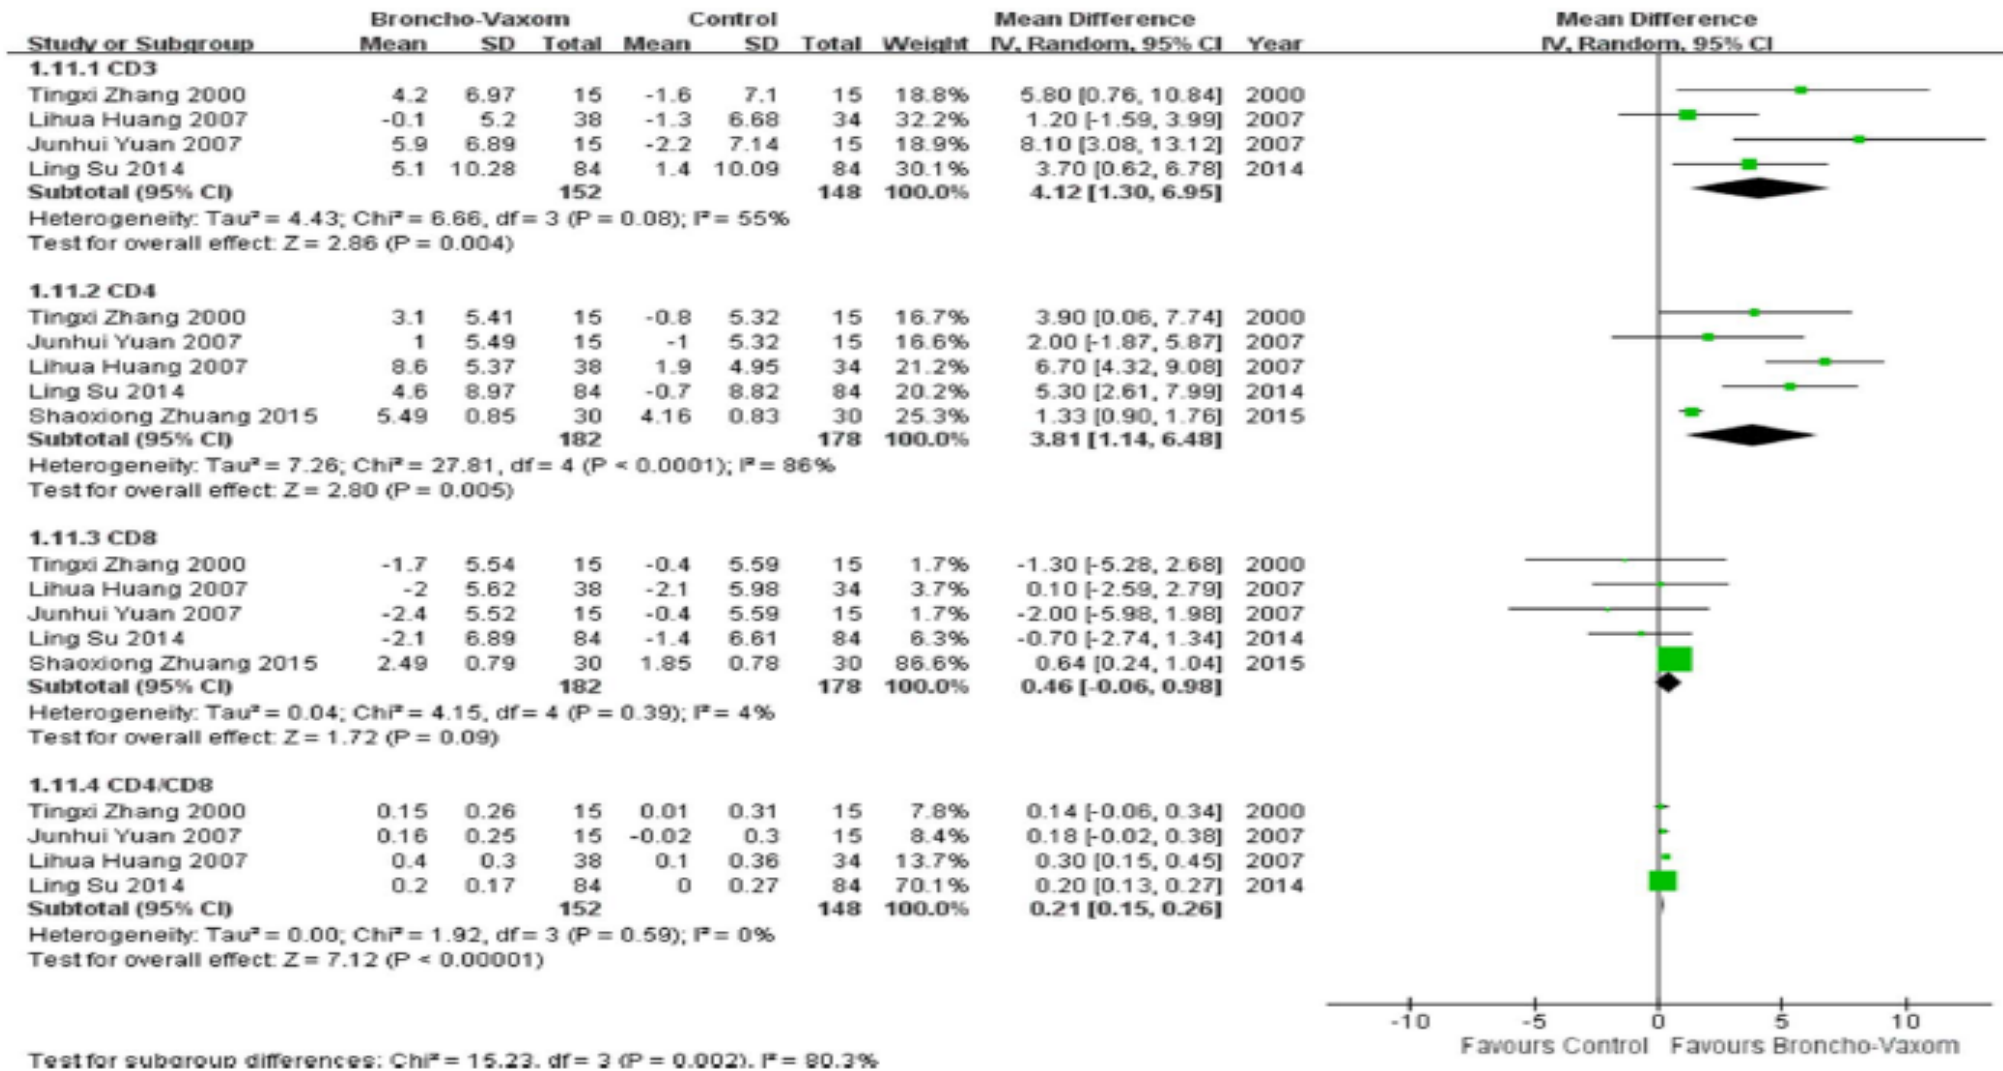 Broncho-Vaxom Control Mean Difference Mean Difference
Study or Subgroup Mean SD Total Mean SD Total Weight IV, Random, 95% CI Year IV, Random, 95% CI
1.11.1 CD3
Tingxi Zhang 2000 4.2 6.97 15 -1.6 7.1 15 18.8% 5.80 [0.76, 10.84] 2000
Lihua Huang 2007 -0.1 5.2 38 -1.3 6.68 34 32.2% 1.20 [-1.59, 3.99] 2007
Junhui Yuan 2007 5.9 6.89 15 -2.2 7.14 15 18.9% 8.10 [3.08, 13.12] 2007
Ling Su 2014 5.1 10.28 84 1.4 10.09 84 30.1% 3.70 [0.62, 6.78] 2014
Subtotal (95% CI) 152 148 100.0% 4.12 [1.30, 6.95]
Heterogeneity: Tau² = 4.43; Chi² = 6.66, df = 3 (P = 0.08); I² = 55%
Test for overall effect: Z = 2.86 (P = 0.004)
1.11.2 CD4
Tingxi Zhang 2000 3.1 5.41 15 -0.8 5.32 15 16.7% 3.90 [0.06, 7.74] 2000
Junhui Yuan 2007 1 5.49 15 -1 5.32 15 16.6% 2.00 [-1.87, 5.87] 2007
Lihua Huang 2007 8.6 5.37 38 1.9 4.95 34 21.2% 6.70 [4.32, 9.08] 2007
Ling Su 2014 4.6 8.97 84 -0.7 8.82 84 20.2% 5.30 [2.61, 7.99] 2014
Shaoxiong Zhuang 2015 5.49 0.85 30 4.16 0.83 30 25.3% 1.33 [0.90, 1.76] 2015
Subtotal (95% CI) 182 178 100.0% 3.81 [1.14, 6.48]
Heterogeneity: Tau² = 7.26; Chi² = 27.81, df = 4 (P < 0.0001); I² = 86%
Test for overall effect: Z = 2.80 (P = 0.005)
1.11.3 CD8
Tingxi Zhang 2000 -1.7 5.54 15 -0.4 5.59 15 1.7% -1.30 [-5.28, 2.68] 2000
Lihua Huang 2007 -2 5.62 38 -2.1 5.98 34 3.7% 0.10 [-2.59, 2.79] 2007
Junhui Yuan 2007 -2.4 5.52 15 -0.4 5.59 15 1.7% -2.00 [-5.98, 1.98] 2007
Ling Su 2014 -2.1 6.89 84 -1.4 6.61 84 6.3% -0.70 [-2.74, 1.34] 2014
Shaoxiong Zhuang 2015 2.49 0.79 30 1.85 0.78 30 86.6% 0.64 [0.24, 1.04] 2015
Subtotal (95% CI) 182 178 100.0% 0.46 [-0.06, 0.98]
Heterogeneity: Tau² = 0.04; Chi² = 4.15, df = 4 (P = 0.39); I² = 4%
Test for overall effect: Z = 1.72 (P = 0.09)
1.11.4 CD4/CD8
Tingxi Zhang 2000 0.15 0.26 15 0.01 0.31 15 7.8% 0.14 [-0.06, 0.34] 2000
Junhui Yuan 2007 0.16 0.25 15 -0.02 0.3 15 8.4% 0.18 [-0.02, 0.38] 2007
Lihua Huang 2007 0.4 0.3 38 0.1 0.36 34 13.7% 0.30 [0.15, 0.45] 2007
Ling Su 2014 0.2 0.17 84 0 0.27 84 70.1% 0.20 [0.13, 0.27] 2014
Subtotal (95% CI) 152 148 100.0% 0.21 [0.15, 0.26]
Heterogeneity: Tau² = 0.00; Chi² = 1.92, df = 3 (P = 0.59); I² = 0%
Test for overall effect: Z = 7.12 (P < 0.00001)
-10 -5 0 5 10
Favours Control Favours Broncho-Vaxom
Test for subgroup differences: Chi² = 15.23, df = 3 (P = 0.002), I² = 80.3%